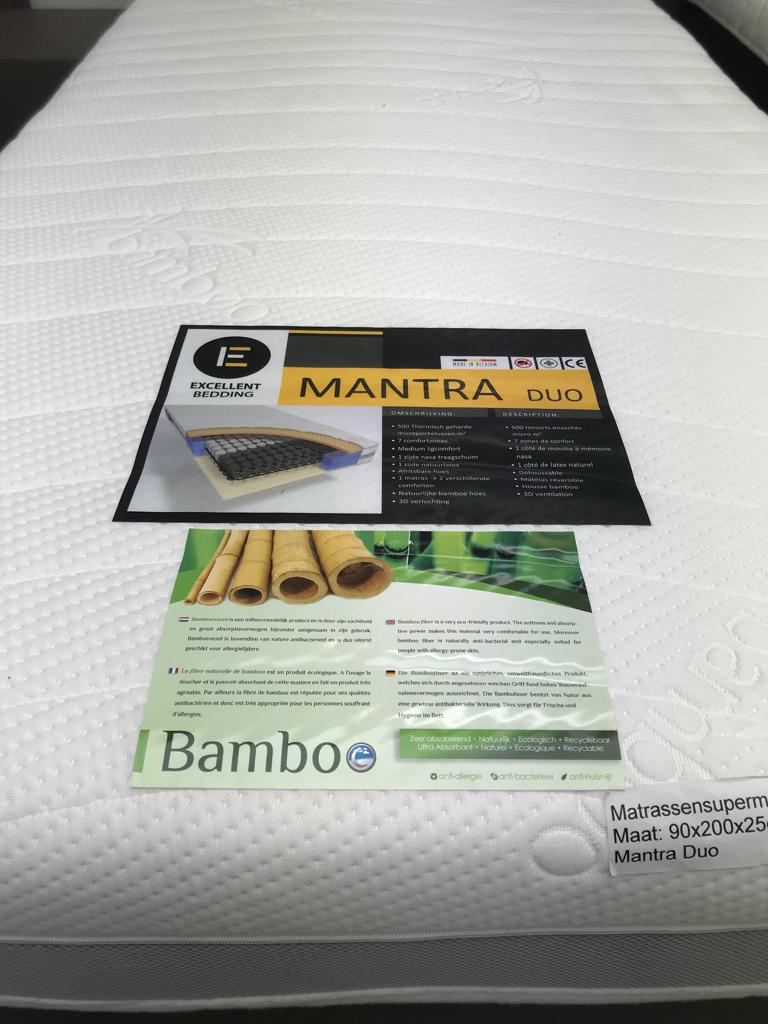 bamboo
EXCELLENT
BEDDING
MADE IN BELGIUM
CE
MANTRA DUO
OMSCHRIJVING:
• 500 Thermisch geharde
micropocketveren m²
• 7 comfortzones
• Medium ligcomfort
• 1 zijde nasa traagschuim
• 1 zijde natuurlatex
• Afritsbare hoes
• 1 matras -> 2 verschillende
comforten
• Natuurlijke bamboe hoes
• 3D verluchting
DÉSCRIPTION:
• 500 ressorts ensachés
micro m²
• 7 zones de confort
• 1 côté de mousse à mémoire
nasa
• 1 côté de latex naturel
• Déhoussable
• Matelas réversible
• Housse bamboo
• 3D ventilation
Bamboevezel is een milieuvriendelijk product en is door zijn zachtheid
en groot absorptievermogen bijzonder aangenaam in zijn gebruik.
Bamboevezel is bovendien van nature antibacterieel en is dus uiterst
geschikt voor allergielijders.
Bamboo fiber is a very eco-friendly product. The softness and absorp-
tive power makes this material very comfortable for use. Moreover
bamboo fiber is naturally anti-bacterial and especially suited for
people with allergy-prone skin.
La fibre naturelle de bambou est un produit écologique. A l'usage la
douceur et le pouvoir absorbant de cette matière en fait un produit très
agréable. Par ailleurs la fibre de bambou est réputée pour ses qualités
antibactérien et donc est très appropriée pour les personnes souffrant
d'allergies.
Die Bambusfaser ist ein natürliches, umweltfreundliches Produkt,
welches sich durch angenehmen weichen Griff und hohes Wasserauf-
nahmevermogen auszeichnet. Die Bambufaser besitzt von Natur aus
eine gewisse antibakterielle Wirkung. Dies sorgt für Frische und
Hygiene im Bett.
Bamboo
Zeer absorberend • Natuurlijk • Ecologisch • Recyclebaar
Ultra Absorbant • Naturel • Écologique • Recyclable
anti-allergie anti-bacterieel anti-huismijt
Matrassensuperm
Maat: 90x200x25
Mantra Duo